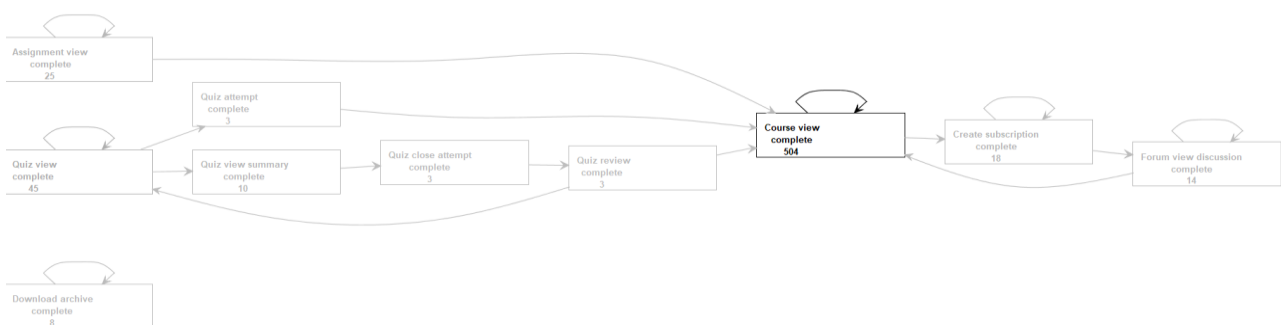 Assignment view
complete
25
Quiz attempt
complete
3
Quiz view
complete
45
Quiz view summary
complete
10
Quiz close attempt
complete
3
Quiz review
complete
3
Course view
complete
504
Create subscription
complete
18
Forum view discussion
complete
14
Download archive
complete
8